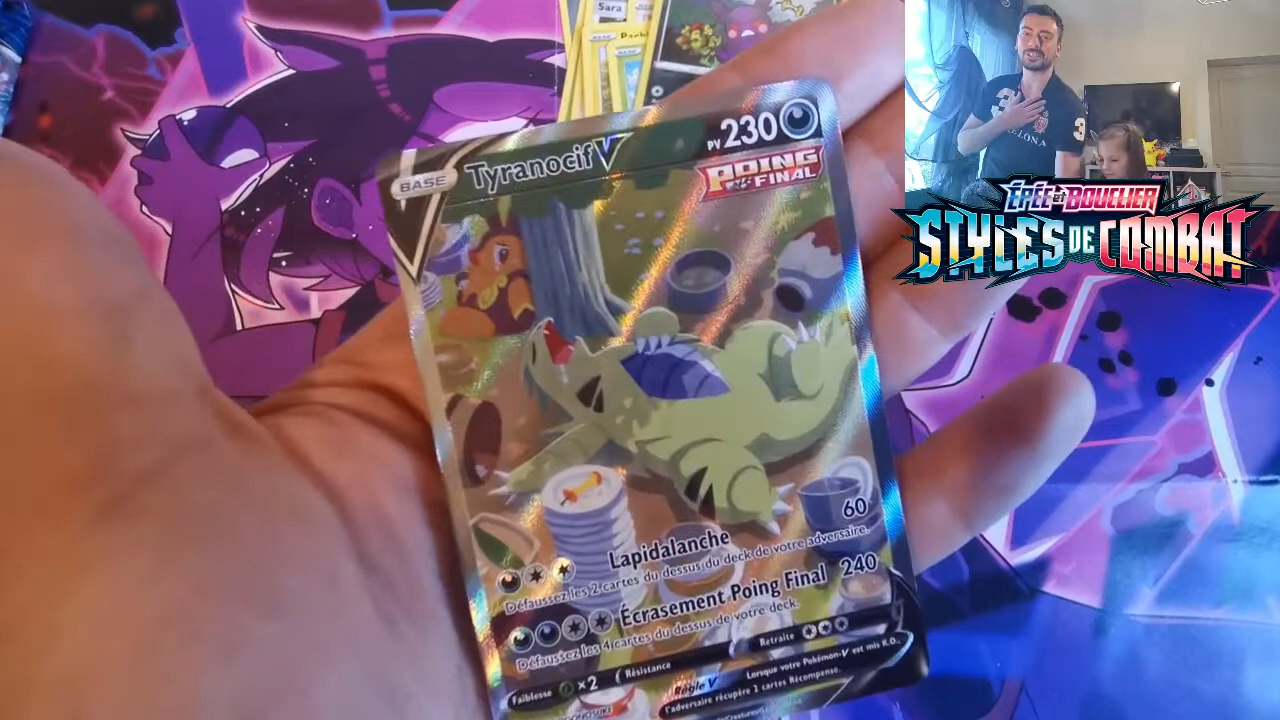 Sara
BASE
Tyranocif V
PV 230
POING FINAL
60
Lapidalanche
Défaussez les 2 cartes du dessus du deck de votre adversaire.
Écrasement Poing Final 240
Défaussez les 4 cartes du dessus de votre deck.
Faiblesse ×2
Résistance
Retraite
Règle V
Lorsque votre Pokémon-V est mis K.O.,
l'adversaire récupère 2 cartes Récompense.
3
3
ÉPÉE ET BOUCLIER
STYLES DE COMBAT